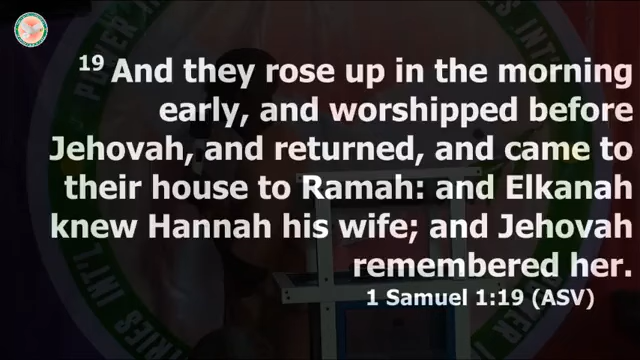 19 And they rose up in the morning
early, and worshipped before
Jehovah, and returned, and came to
their house to Ramah: and Elkanah
knew Hannah his wife; and Jehovah
remembered her.
1 Samuel 1:19 (ASV)